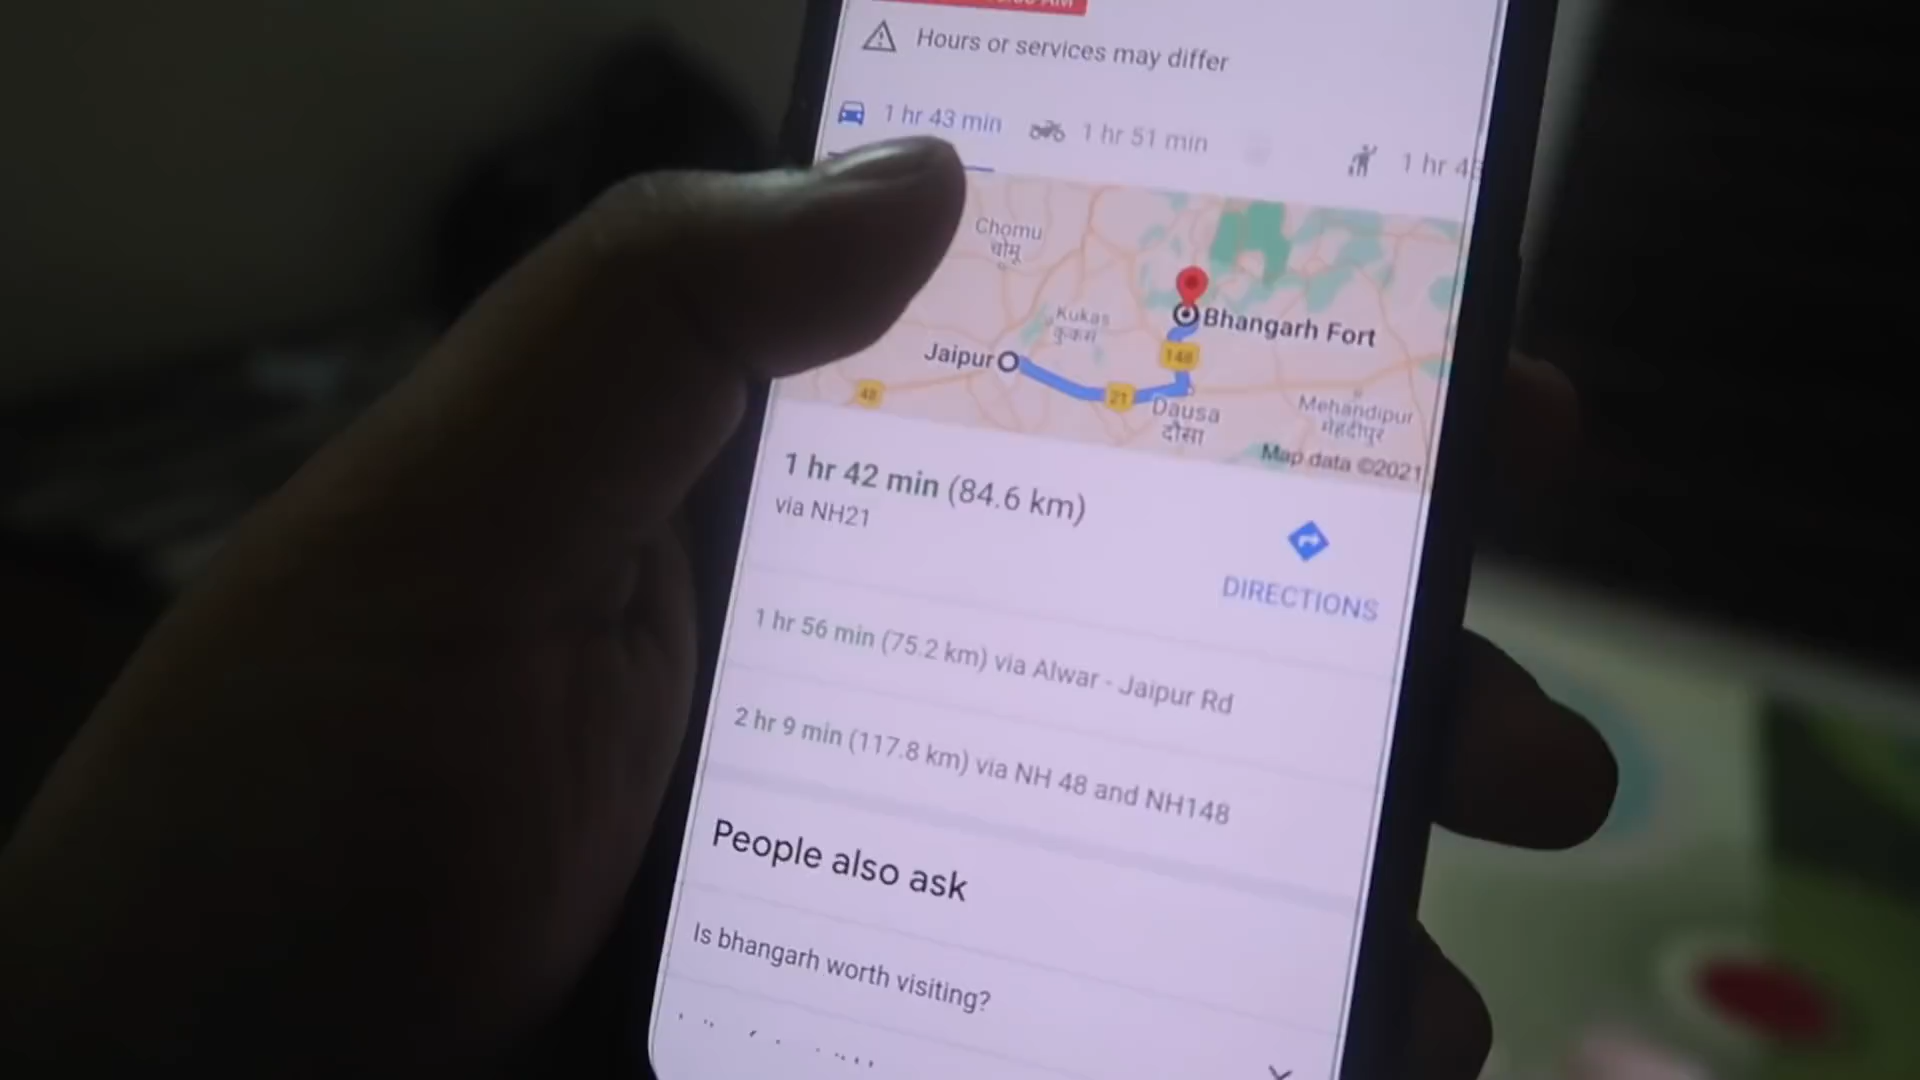 AM
Hours or services may differ
1 hr 43 min 1 hr 51 min 1 hr
Chomu
चोमू
Kukas
कूकस
Bhangarh Fort
148
Jaipur
48
21
Dausa
दौसा
Mehandipur
मेहंदीपुर
Map data ©2021
1 hr 42 min (84.6 km)
via NH21
DIRECTIONS
1 hr 56 min (75.2 km) via Alwar - Jaipur Rd
2 hr 9 min (117.8 km) via NH 48 and NH148
People also ask
Is bhangarh worth visiting?